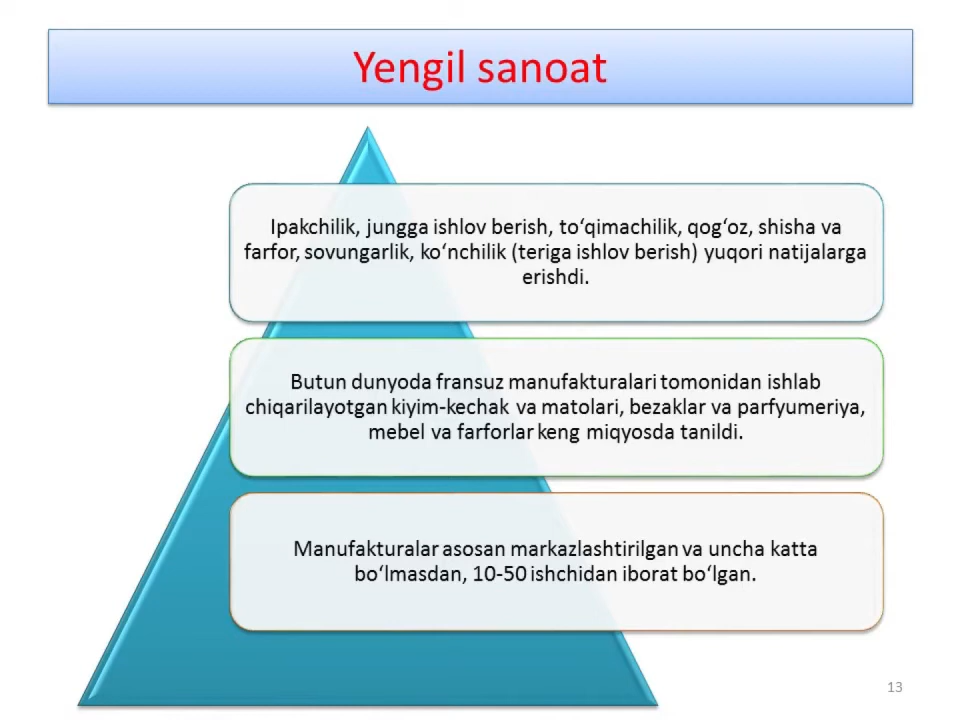 Yengil sanoat
Ipakchilik, jungga ishlov berish, to‘qimachilik, qog‘oz, shisha va
farfor, sovungarlik, ko‘nchilik (teriga ishlov berish) yuqori natijalarga
erishdi.
Butun dunyoda fransuz manufakturalari tomonidan ishlab
chiqarilayotgan kiyim-kechak va matolari, bezaklar va parfyumeriya,
mebel va farforlar keng miqyosda tanildi.
Manufakturalar asosan markazlashtirilgan va uncha katta
bo‘lmasdan, 10-50 ishchidan iborat bo‘lgan.
13